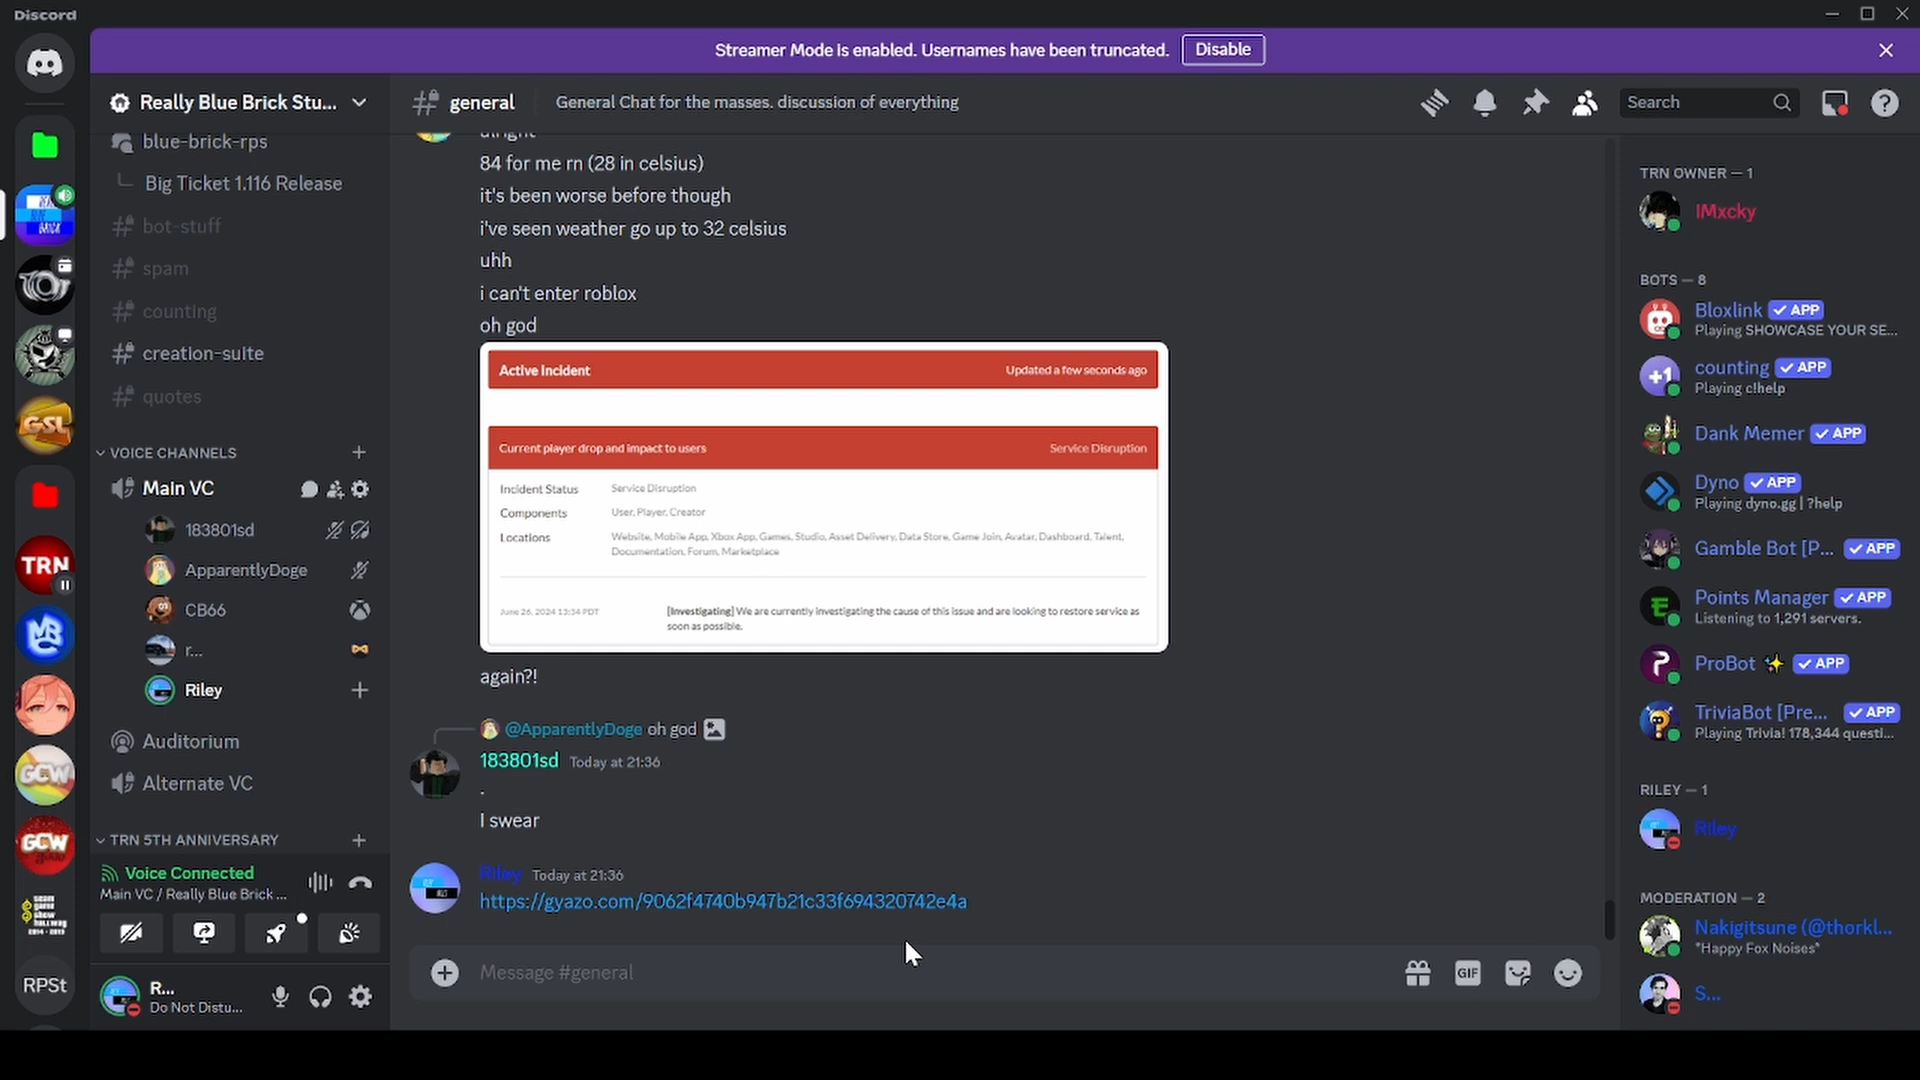 Discord
Streamer Mode is enabled. Usernames have been truncated.
Disable
Really Blue Brick Stu...
general
General Chat for the masses. discussion of everything
Search
blue-brick-rps
Big Ticket 1.116 Release
bot-stuff
spam
counting
creation-suite
quotes
VOICE CHANNELS
Main VC
183801sd
ApparentlyDoge
CB66
r...
Riley
Auditorium
Alternate VC
TRN 5TH ANNIVERSARY
Voice Connected
Main VC / Really Blue Brick ...
R...
Do Not Distu...
GSL
TRN
GCW
GCW
RPSt
alright
84 for me rn (28 in celsius)
it's been worse before though
i've seen weather go up to 32 celsius
uhh
i can't enter roblox
oh god
Active Incident
Updated a few seconds ago
Current player drop and impact to users
Service Disruption
Incident Status
Service Disruption
Components
User, Player, Creator
Locations
Website, Mobile App, Xbox App, Games, Studio, Asset Delivery, Data Store, Game Join, Avatar, Dashboard, Talent,
Documentation, Forum, Marketplace
June 26, 2024 13:34 PDT
[Investigating] We are currently investigating the cause of this issue and are looking to restore service as
soon as possible.
again?!
@ApparentlyDoge oh god
183801sd Today at 21:36
.
I swear
Riley Today at 21:36
https://gyazo.com/9062f4740b947b21c33f694320742e4a
Message #general
GIF
TRN OWNER — 1
IMxcky
BOTS — 8
Bloxlink ✓ APP
Playing SHOWCASE YOUR SE...
counting ✓ APP
Playing c!help
Dank Memer ✓ APP
Dyno ✓ APP
Playing dyno.gg | ?help
Gamble Bot [P... ✓ APP
Points Manager ✓ APP
Listening to 1,291 servers.
ProBot ✨ ✓ APP
TriviaBot [Pre... ✓ APP
Playing Trivia! 178,344 questi...
RILEY — 1
Riley
MODERATION — 2
Nakigitsune (@thorkl...
*Happy Fox Noises*
S...